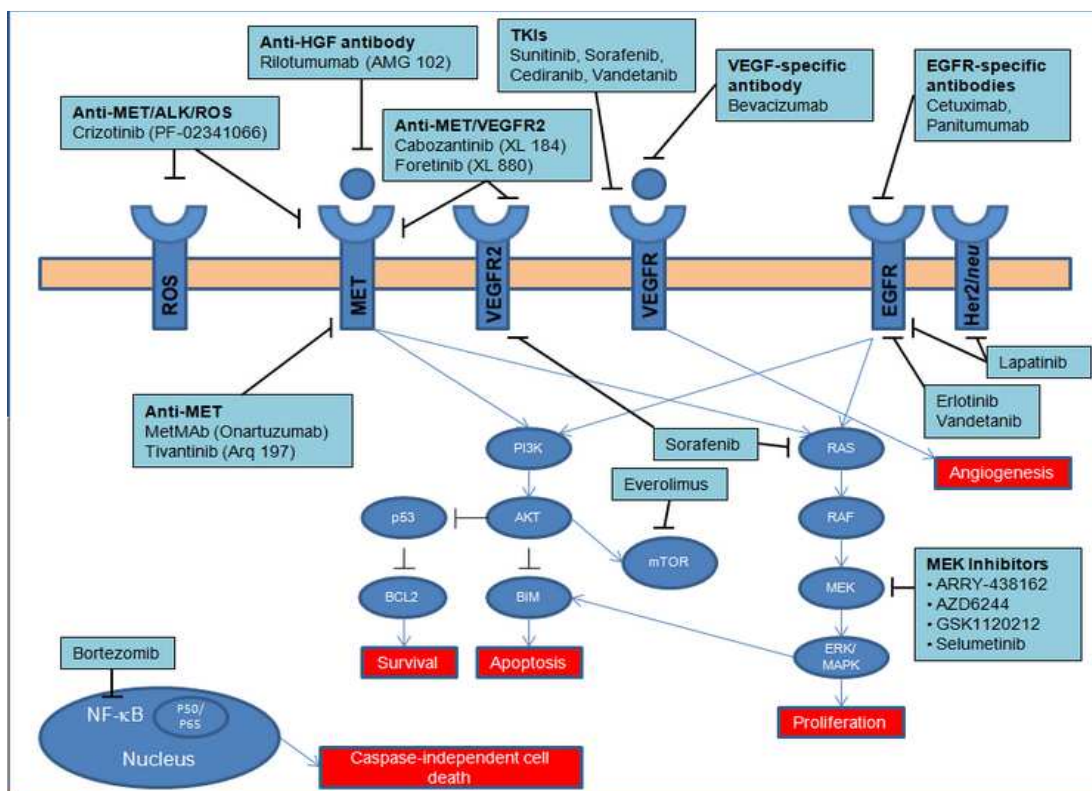 Anti-HGF antibody
Rilotumumab (AMG 102)
TKIs
Sunitinib, Sorafenib,
Cediranib, Vandetanib
VEGF-specific
antibody
Bevacizumab
EGFR-specific
antibodies
Cetuximab,
Panitumumab
Anti-MET/ALK/ROS
Crizotinib (PF-02341066)
Anti-MET/VEGFR2
Cabozantinib (XL 184)
Foretinib (XL 880)
ROS
MET
VEGFR2
VEGFR
EGFR
Her2/neu
Lapatinib
Erlotinib
Vandetanib
Anti-MET
MetMAb (Onartuzumab)
Tivantinib (Arq 197)
PI3K
Sorafenib
RAS
Angiogenesis
Everolimus
p53
AKT
RAF
mTOR
MEK Inhibitors
• ARRY-438162
• AZD6244
• GSK1120212
• Selumetinib
BCL2
BIM
MEK
Survival
Apoptosis
ERK/
MAPK
Bortezomib
NF-κB
P50/
P65
Nucleus
Proliferation
Caspase-independent cell
death